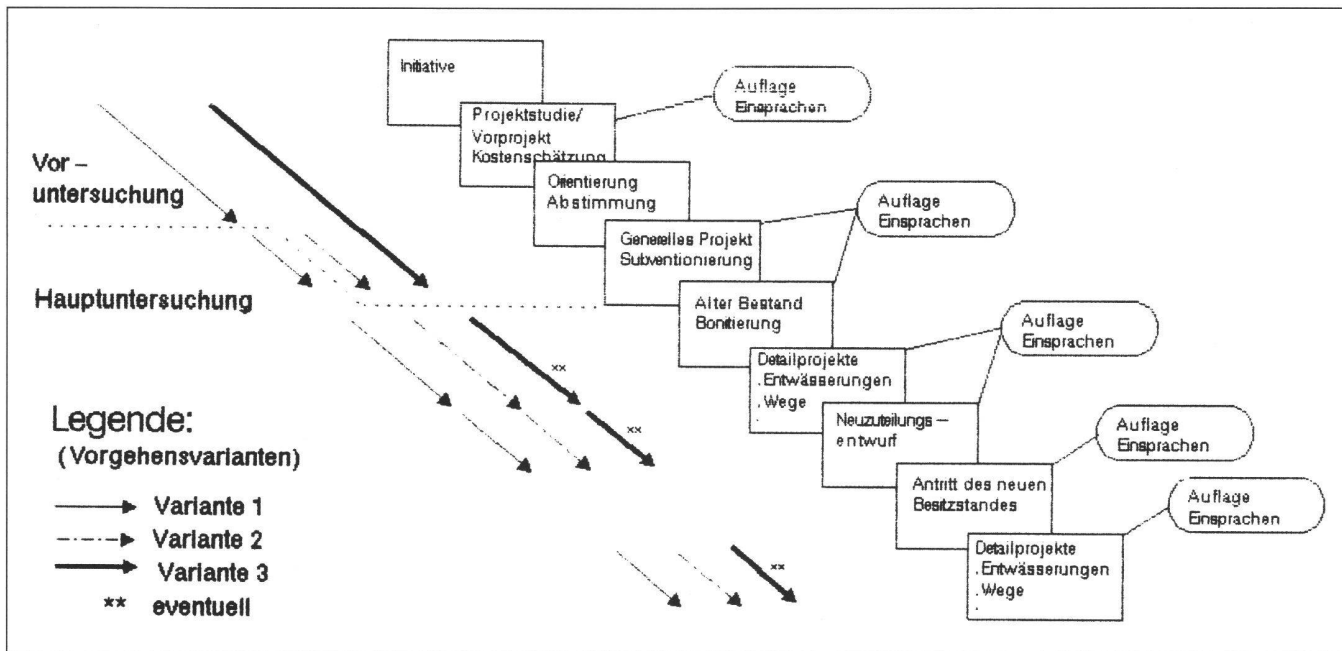 Initiative
Auflage
Einsprachen
Projektstudie/
Vorprojekt
Kostenschätzung
Vor –
untersuchung
Orientierung
Abstimmung
Auflage
Einsprachen
Generelles Projekt
Subventionierung
Hauptuntersuchung
Alter Bestand
Bonitierung
Auflage
Einsprachen
Detailprojekte
. Entwässerungen
. Wege
.
**
**
Neuzuteilungs –
entwurf
Legende:
(Vorgehensvarianten)
Auflage
Einsprachen
Antritt des neuen
Besitzstandes
Variante 1
Variante 2
Variante 3
** eventuell
Auflage
Einsprachen
Detailprojekte
. Entwässerungen
. Wege
.
**